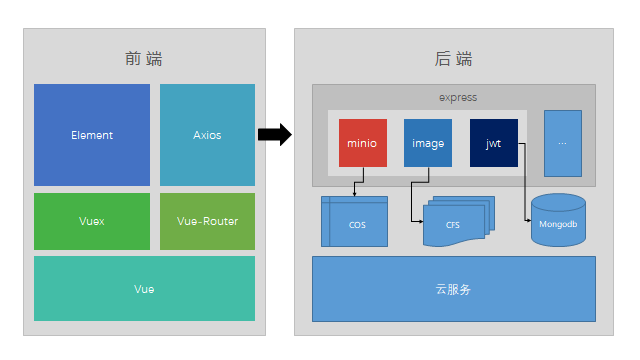 前 端
Element
Axios
Vuex
Vue-Router
Vue
后 端
express
minio
image
jwt
...
COS
CFS
Mongodb
云服务